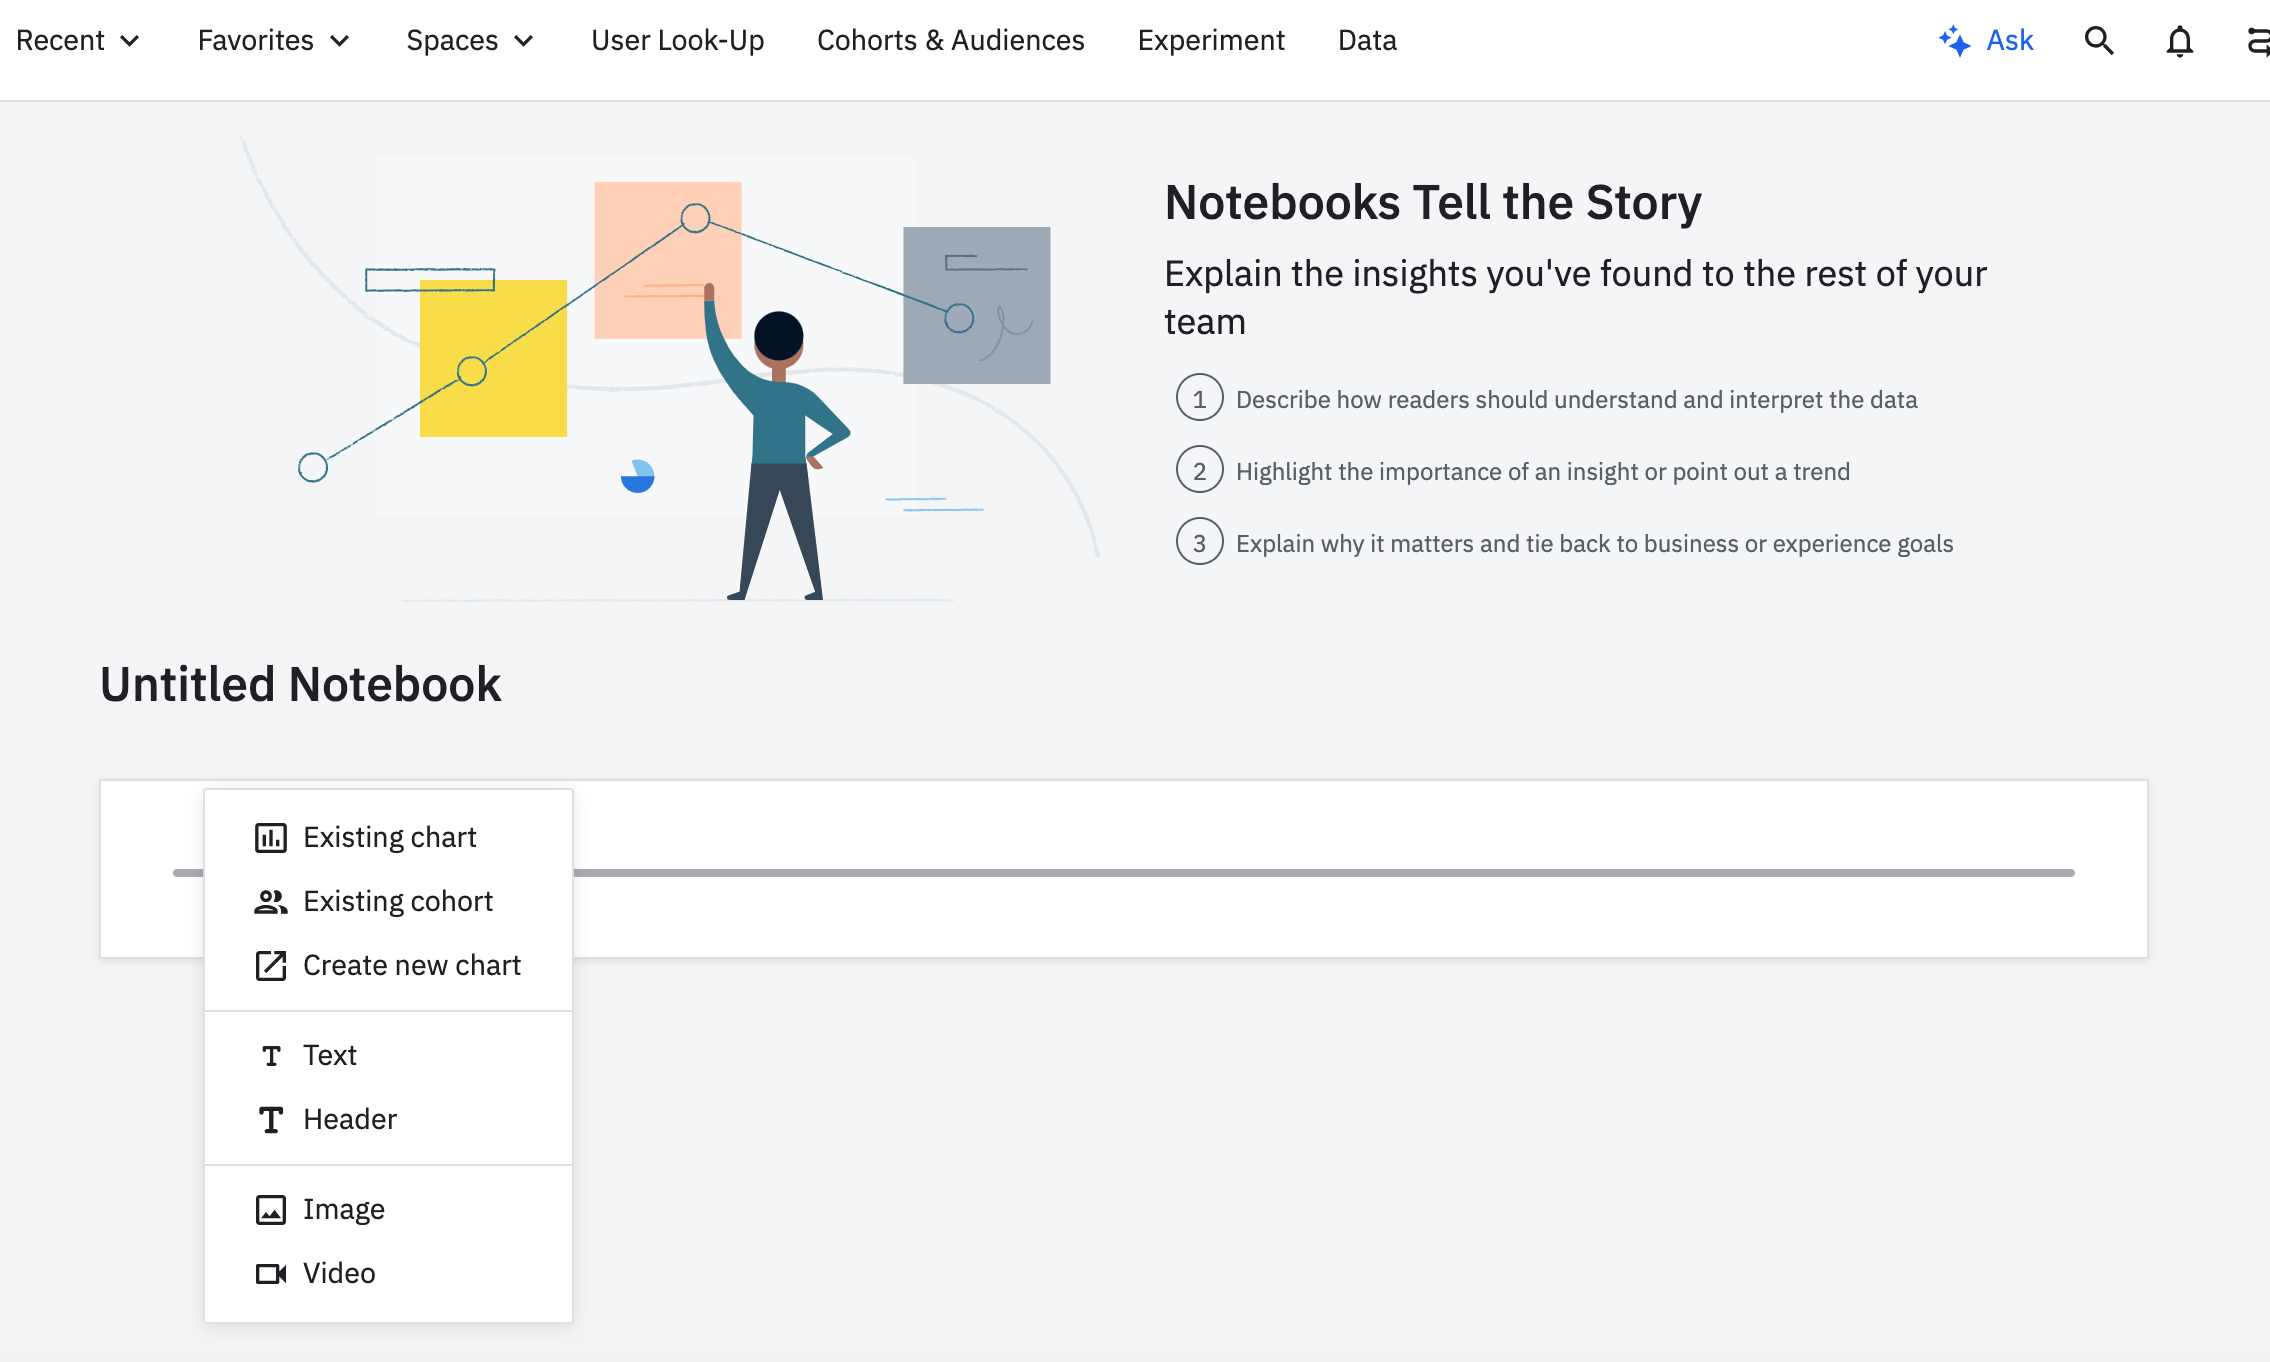 Recent Favorites Spaces User Look-Up Cohorts & Audiences Experiment Data Ask
Notebooks Tell the Story
Explain the insights you've found to the rest of your
team
1 Describe how readers should understand and interpret the data
2 Highlight the importance of an insight or point out a trend
3 Explain why it matters and tie back to business or experience goals
Untitled Notebook
Existing chart
Existing cohort
Create new chart
Text
Header
Image
Video